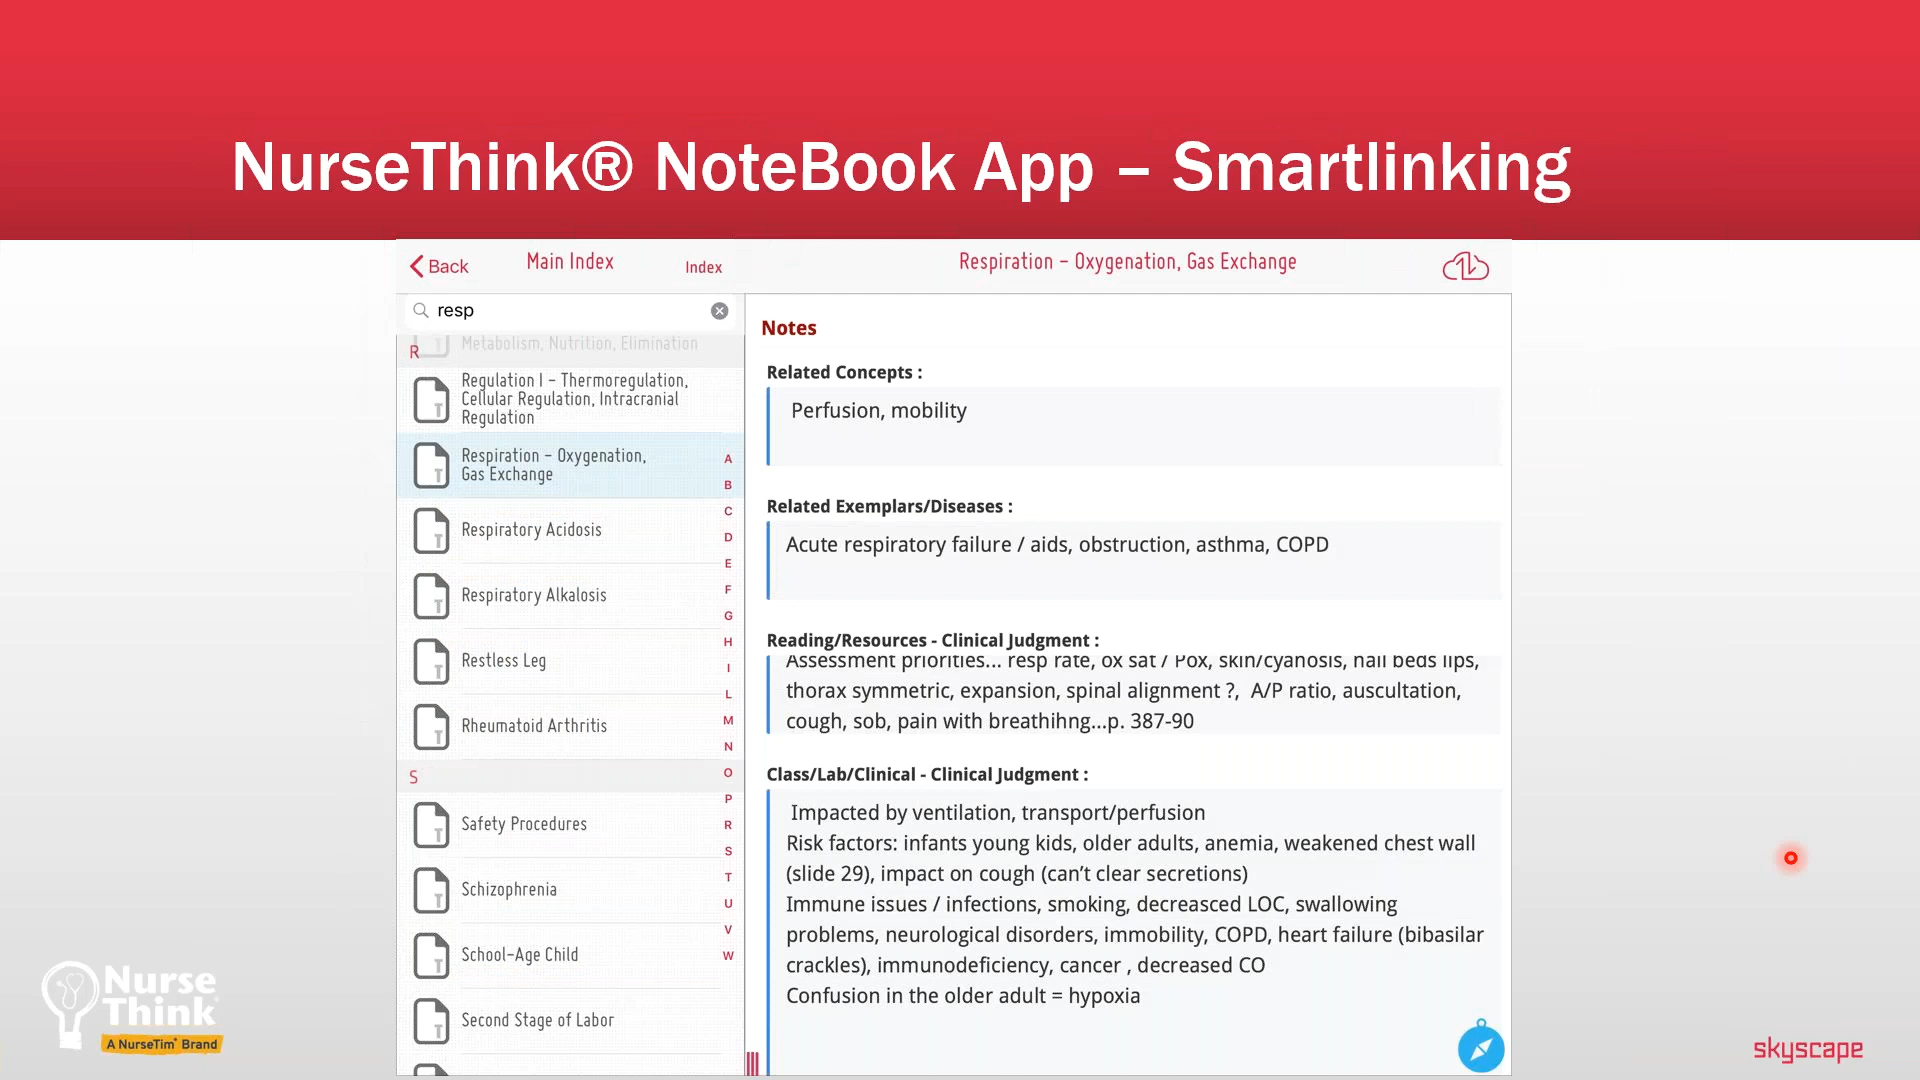 NurseThink® NoteBook App – Smartlinking
Back
Main Index
Index
Respiration – Oxygenation, Gas Exchange
resp
R
Metabolism, Nutrition, Elimination
Regulation I – Thermoregulation,
Cellular Regulation, Intracranial
Regulation
Respiration – Oxygenation,
Gas Exchange
Respiratory Acidosis
Respiratory Alkalosis
Restless Leg
Rheumatoid Arthritis
S
Safety Procedures
Schizophrenia
School-Age Child
Second Stage of Labor
A
B
C
D
E
F
G
H
I
L
M
N
O
P
R
S
T
U
V
W
Notes
Related Concepts :
Perfusion, mobility
Related Exemplars/Diseases :
Acute respiratory failure / aids, obstruction, asthma, COPD
Reading/Resources - Clinical Judgment :
Assessment priorities... resp rate, ox sat / Pox, skin/cyanosis, nail beds lips,
thorax symmetric, expansion, spinal alignment ?, A/P ratio, auscultation,
cough, sob, pain with breathihng...p. 387-90
Class/Lab/Clinical - Clinical Judgment :
Impacted by ventilation, transport/perfusion
Risk factors: infants young kids, older adults, anemia, weakened chest wall
(slide 29), impact on cough (can't clear secretions)
Immune issues / infections, smoking, decreasced LOC, swallowing
problems, neurological disorders, immobility, COPD, heart failure (bibasilar
crackles), immunodeficiency, cancer , decreased CO
Confusion in the older adult = hypoxia
Nurse
Think®
A NurseTim® Brand
skyscape